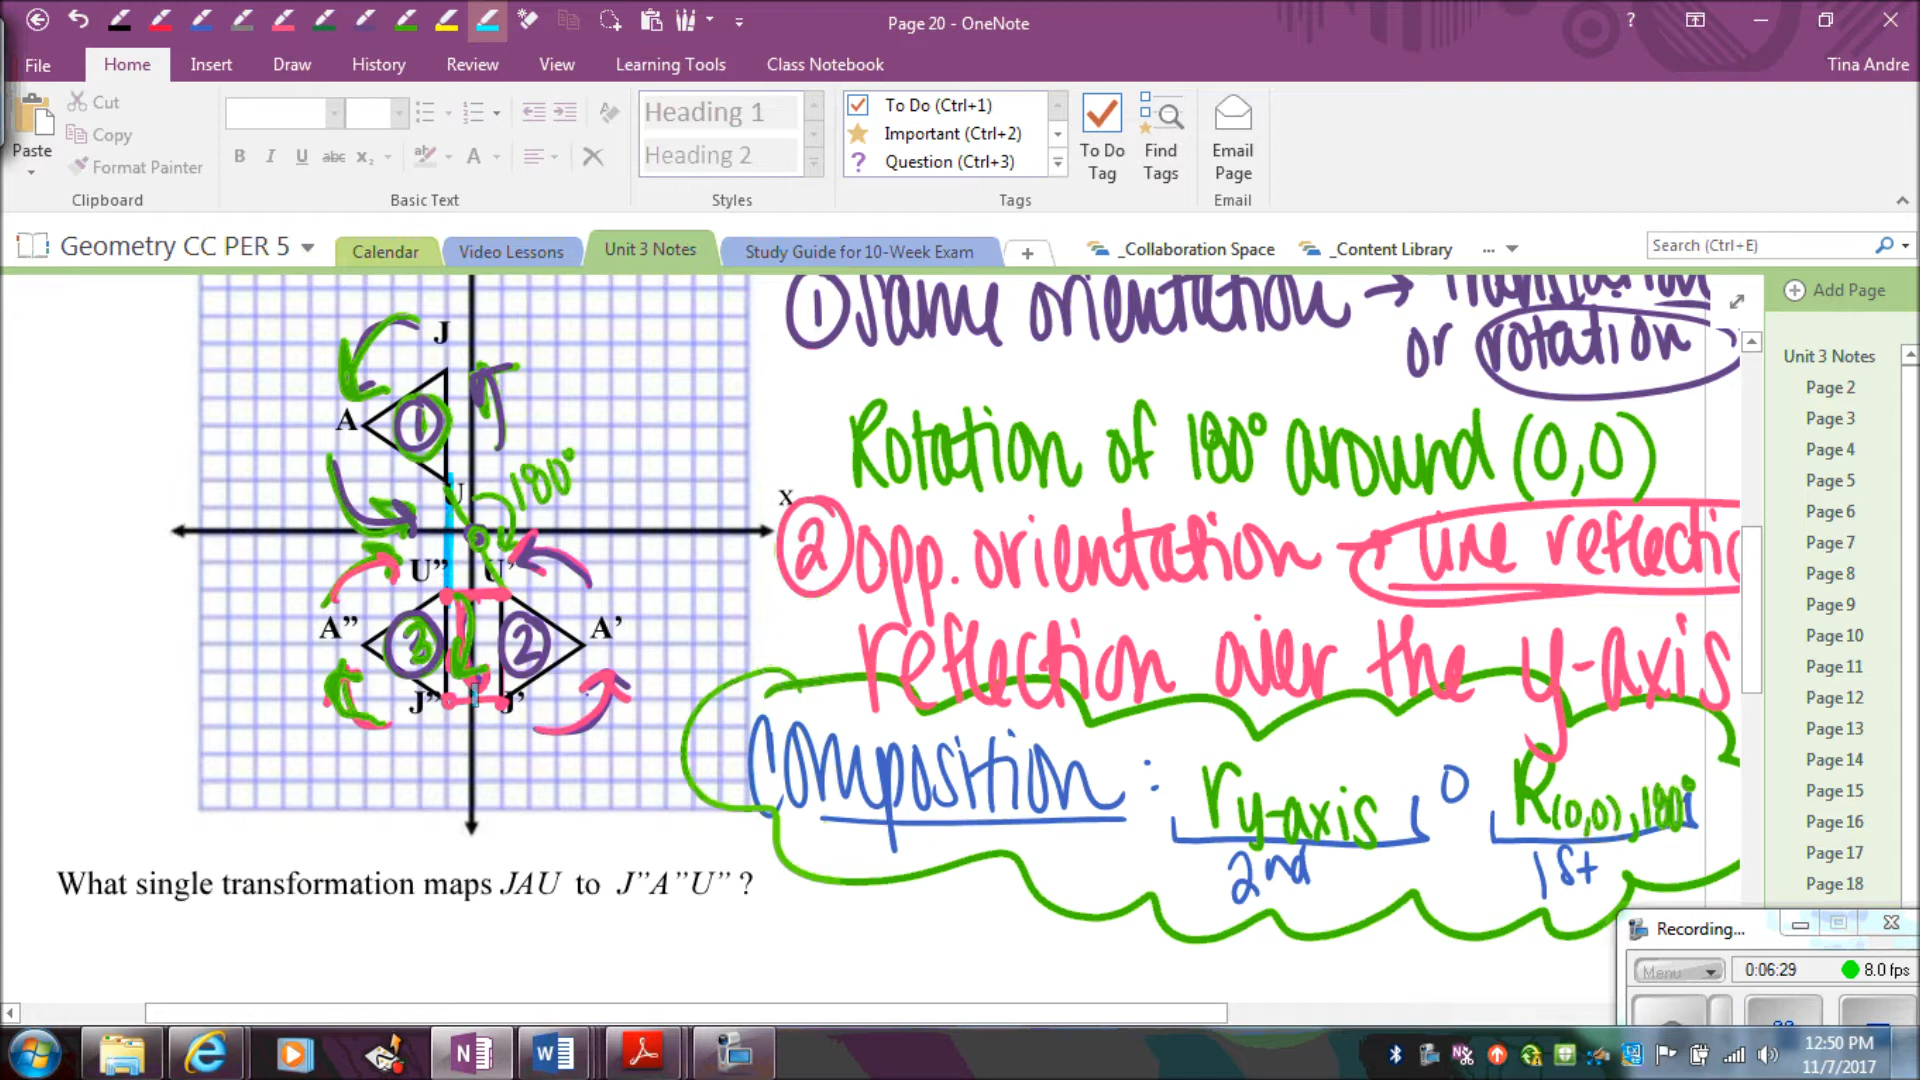 Page 20 - OneNote
File Home Insert Draw History Review View Learning Tools Class Notebook
Tina Andre
Paste
Cut
Copy
Format Painter
Clipboard
B I U abc x₂ A
Basic Text
Heading 1
Heading 2
Styles
To Do (Ctrl+1)
Important (Ctrl+2)
Question (Ctrl+3)
To Do Tag
Find Tags
Tags
Email Page
Email
Geometry CC PER 5
Calendar
Video Lessons
Unit 3 Notes
Study Guide for 10-Week Exam
_Collaboration Space
_Content Library
Search (Ctrl+E)
Add Page
Unit 3 Notes
Page 2
Page 3
Page 4
Page 5
Page 6
Page 7
Page 8
Page 9
Page 10
Page 11
Page 12
Page 13
Page 14
Page 15
Page 16
Page 17
Page 18
J
A
1
U
180°
x
U”
U’
A”
3
2
A’
J”
J’
① Same orientation →
or rotation
Rotation of 180° around (0,0)
② opp. orientation → line
reflection over the y-axis
Composition : r y-axis ∘ R(0,0),180°
2nd 1st
What single transformation maps JAU to J”A”U” ?
Recording...
Menu
0:06:29
8.0 fps
12:50 PM
11/7/2017